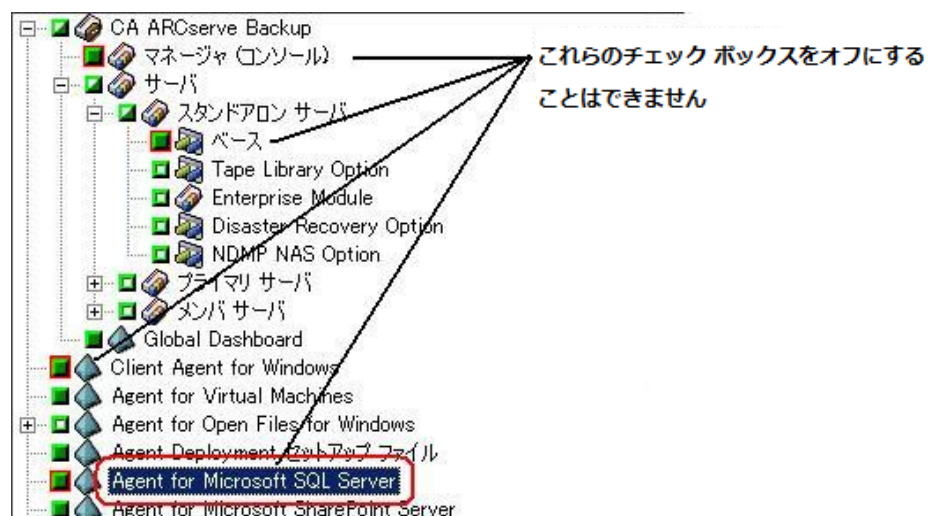 CA ARCserve Backup
マネージャ (コンソール)
これらのチェック ボックスをオフにする
ことはできません
サーバ
スタンドアロン サーバ
ベース
Tape Library Option
Enterprise Module
Disaster Recovery Option
NDMP NAS Option
プライマリ サーバ
メンバ サーバ
Global Dashboard
Client Agent for Windows
Agent for Virtual Machines
Agent for Open Files for Windows
Agent Deployment セットアップ ファイル
Agent for Microsoft SQL Server
Agent for Microsoft SharePoint Server